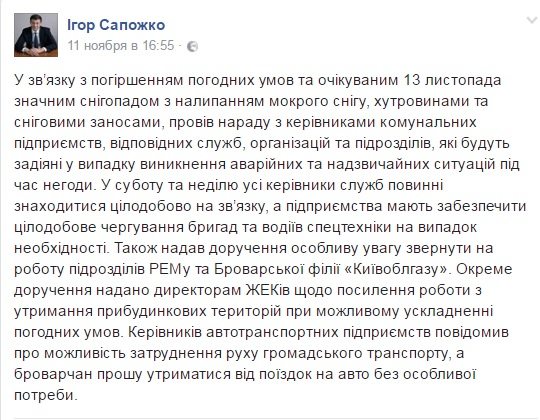 Ігор Сапожко
11 ноября в 16:55 ·
У зв'язку з погіршенням погодних умов та очікуваним 13 листопада
значним снігопадом з налипанням мокрого снігу, хутровинами та
сніговими заносами, провів нараду з керівниками комунальних
підприємств, відповідних служб, організацій та підрозділів, які будуть
задіяні у випадку виникнення аварійних та надзвичайних ситуацій під
час негоди. У суботу та неділю усі керівники служб повинні
знаходитися цілодобово на зв'язку, а підприємства мають забезпечити
цілодобове чергування бригад та водіїв спецтехніки на випадок
необхідності. Також надав доручення особливу увагу звернути на
роботу підрозділів РЕМу та Броварської філії «Київоблгазу». Окреме
доручення надано директорам ЖЕКів щодо посилення роботи з
утримання прибудинкових територій при можливому ускладненні
погодних умов. Керівників автотранспортних підприємств повідомив
про можливість затруднення руху громадського транспорту, а
броварчан прошу утриматися від поїздок на авто без особливої
потреби.